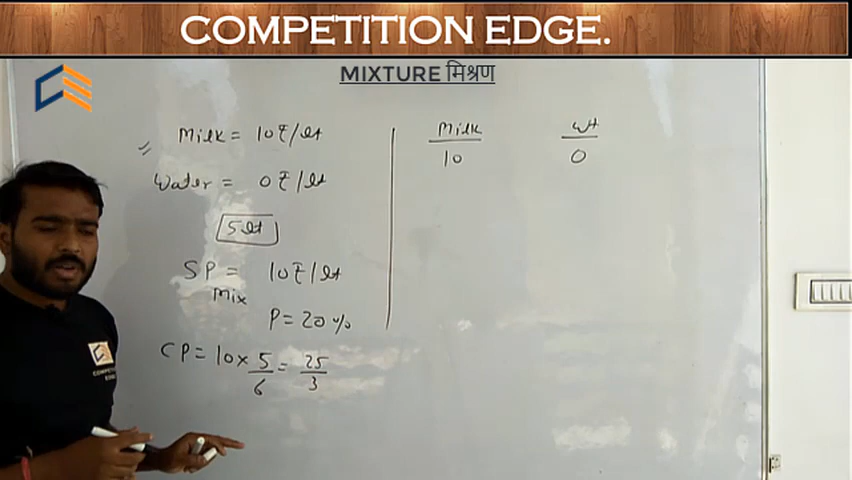 COMPETITION EDGE.
MIXTURE मिश्रण
Milk = 10₹/lt
Water = 0₹/lt
5 lt
SP = 10₹/lt
Mix
P = 20%
CP = 10 × 5/6 = 25/3
Milk
10
wt
0